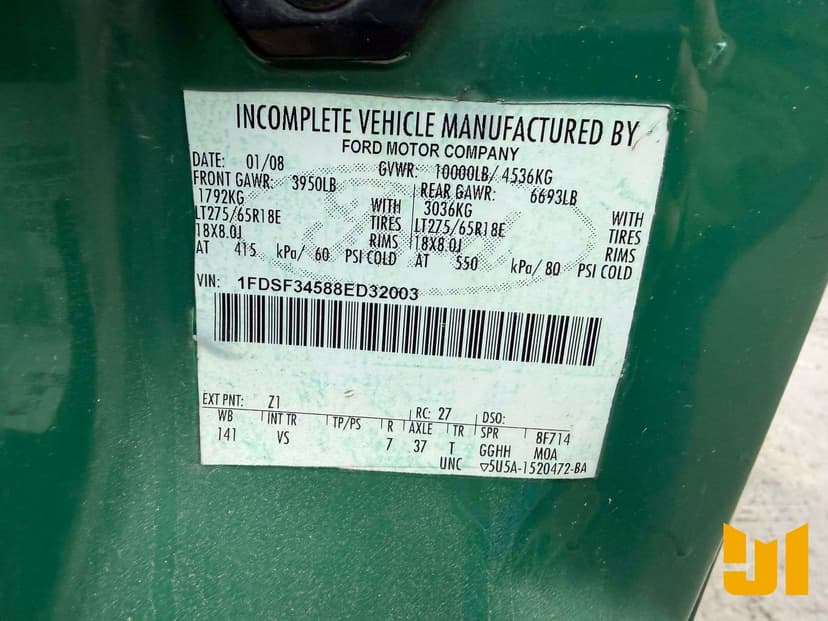 INCOMPLETE VEHICLE MANUFACTURED BY
FORD MOTOR COMPANY
DATE: 01/08 GVWR: 10000LB/ 4536KG
FRONT GAWR: 3950LB REAR GAWR: 6693LB
1792KG WITH 3036KG WITH
LT275/65R18E TIRES LT275/65R18E TIRES
18X8.0J RIMS 18X8.0J RIMS
AT 415 kPa/ 60 PSI COLD AT 550 kPa/ 80 PSI COLD
VIN: 1FDSF34588ED32003
EXT PNT: Z1 RC: 27 DSO:
WB INT TR TP/PS R AXLE TR SPR 8F714
141 VS 7 37 T GGHH MOA
UNC ▽5U5A-1520472-BA